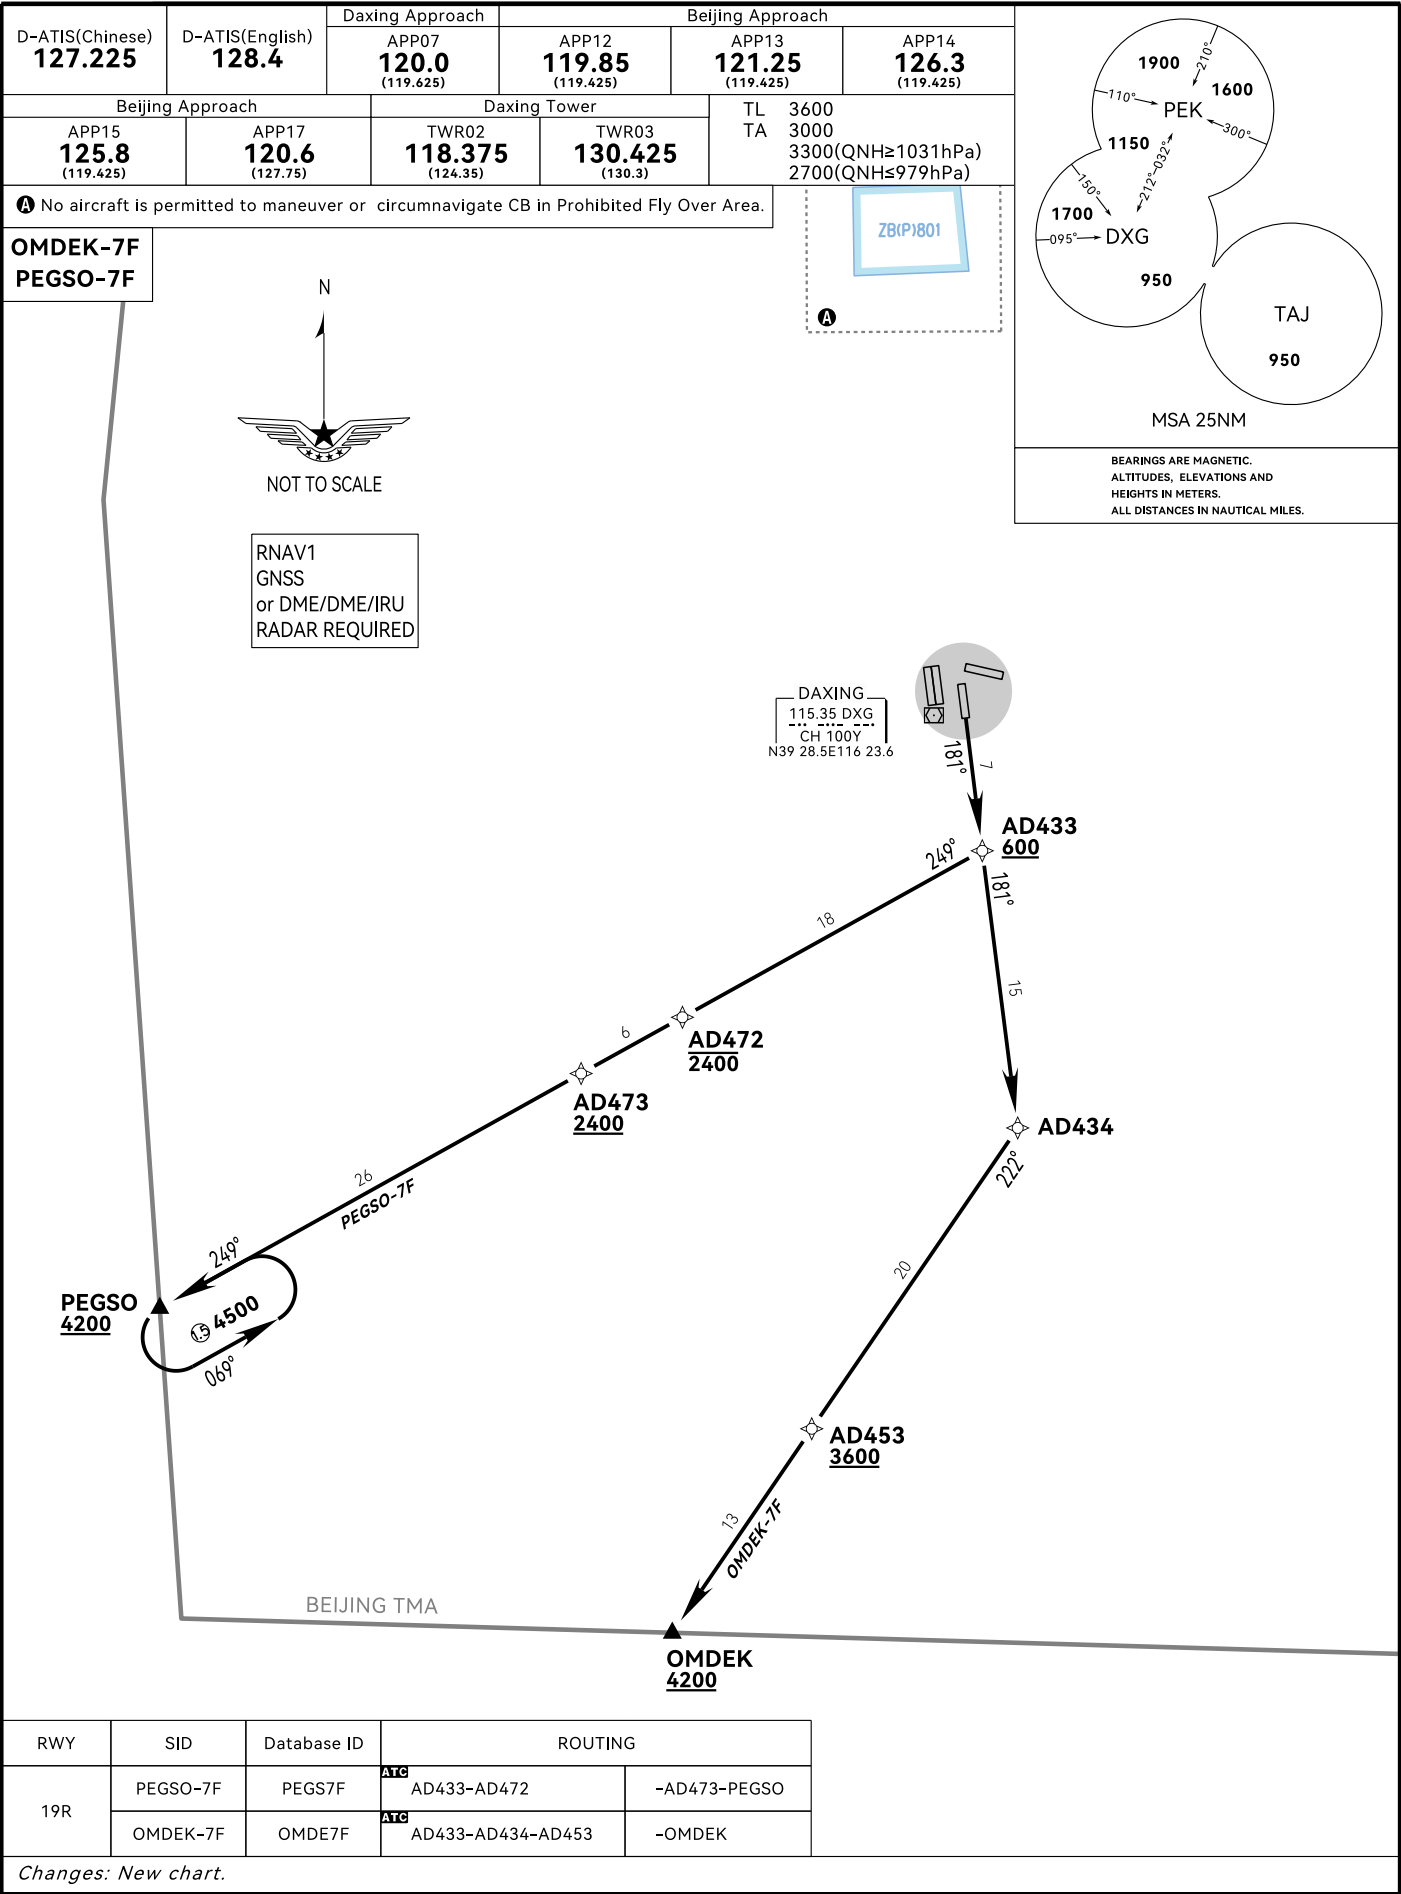 Daxing Approach
Beijing Approach
D-ATIS(Chinese)
127.225
D-ATIS(English)
128.4
APP07
120.0
(119.625)
APP12
119.85
(119.425)
APP13
121.25
(119.425)
APP14
126.3
(119.425)
Beijing Approach
Daxing Tower
APP15
125.8
(119.425)
APP17
120.6
(127.75)
TWR02
118.375
(124.35)
TWR03
130.425
(130.3)
TL 3600
TA 3000
3300(QNH≥1031hPa)
2700(QNH≤979hPa)
A No aircraft is permitted to maneuver or circumnavigate CB in Prohibited Fly Over Area.
OMDEK-7F
PEGSO-7F
ZB(P)801
A
1900
210°
1600
110°
PEK
300°
1150
212°-032°
150°
1700
095°
DXG
950
TAJ
950
MSA 25NM
BEARINGS ARE MAGNETIC.
ALTITUDES, ELEVATIONS AND
HEIGHTS IN METERS.
ALL DISTANCES IN NAUTICAL MILES.
N
NOT TO SCALE
RNAV1
GNSS
or DME/DME/IRU
RADAR REQUIRED
DAXING
115.35 DXG
CH 100Y
N39 28.5E116 23.6
181°
7
AD433
600
249°
181°
18
15
6
AD472
2400
AD473
2400
AD434
222°
26
PEGSO-7F
249°
20
PEGSO
4200
1.5 4500
069°
AD453
3600
13
OMDEK-7F
BEIJING TMA
OMDEK
4200
RWY SID Database ID ROUTING
19R
PEGSO-7F PEGS7F ATC AD433-AD472 -AD473-PEGSO
OMDEK-7F OMDE7F ATC AD433-AD434-AD453 -OMDEK
Changes: New chart.